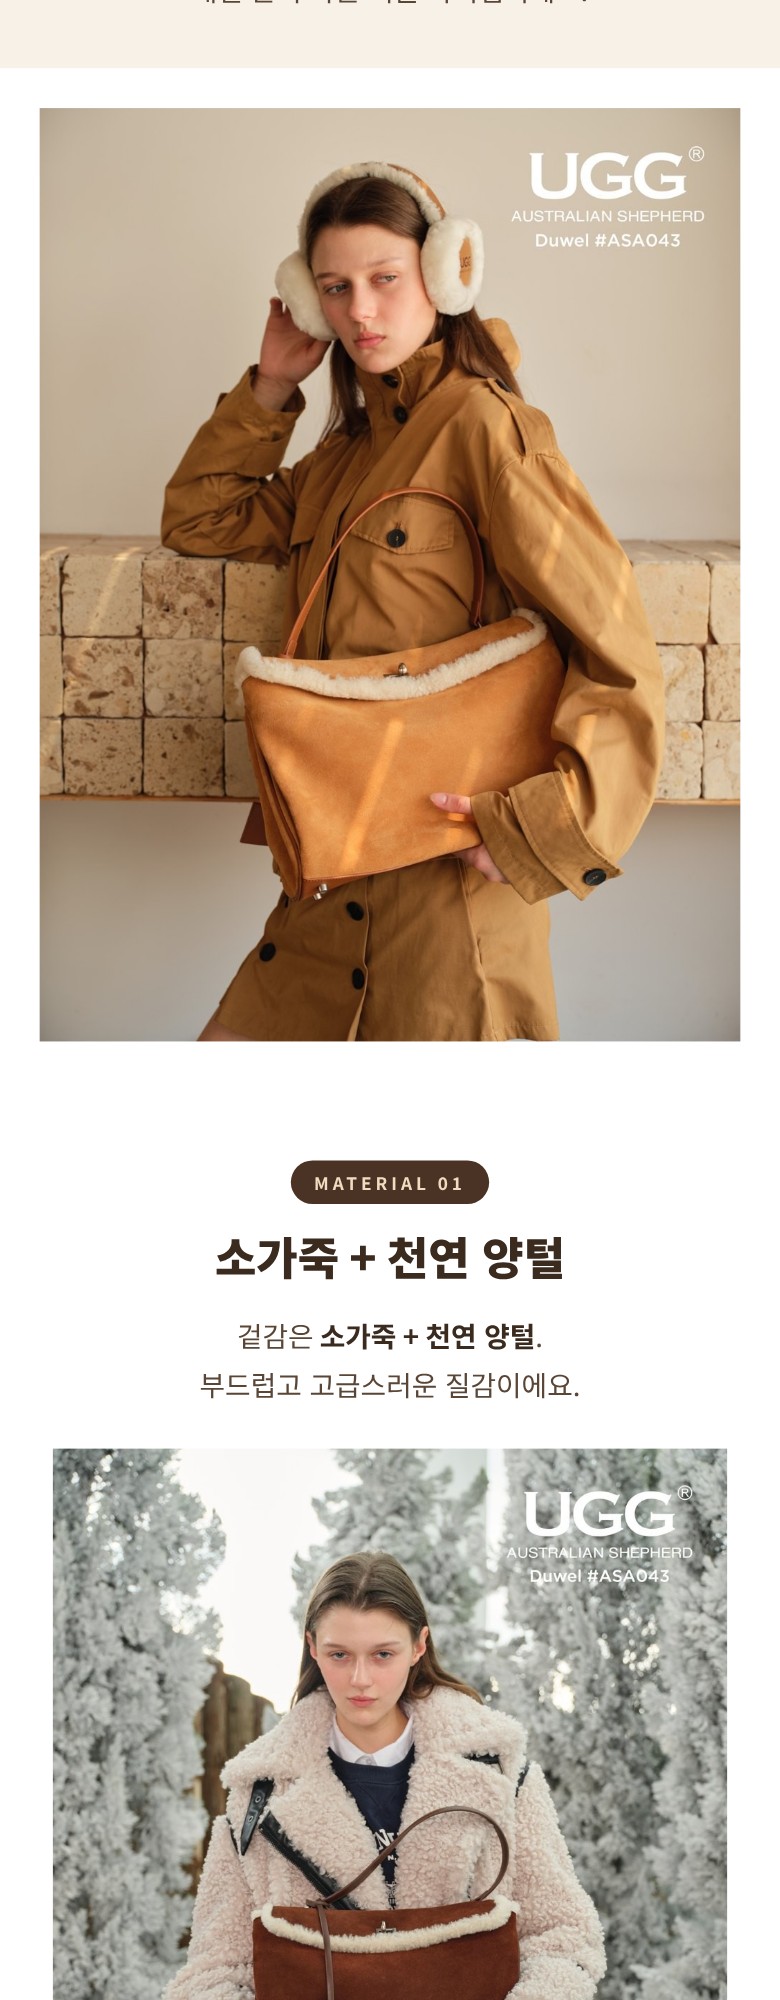 UGG®
AUSTRALIAN SHEPHERD
Duwel #ASA043
UGG
MATERIAL 01
소가죽 + 천연 양털
겉감은 소가죽 + 천연 양털.
부드럽고 고급스러운 질감이에요.
UGG®
AUSTRALIAN SHEPHERD
Duwel #ASA043